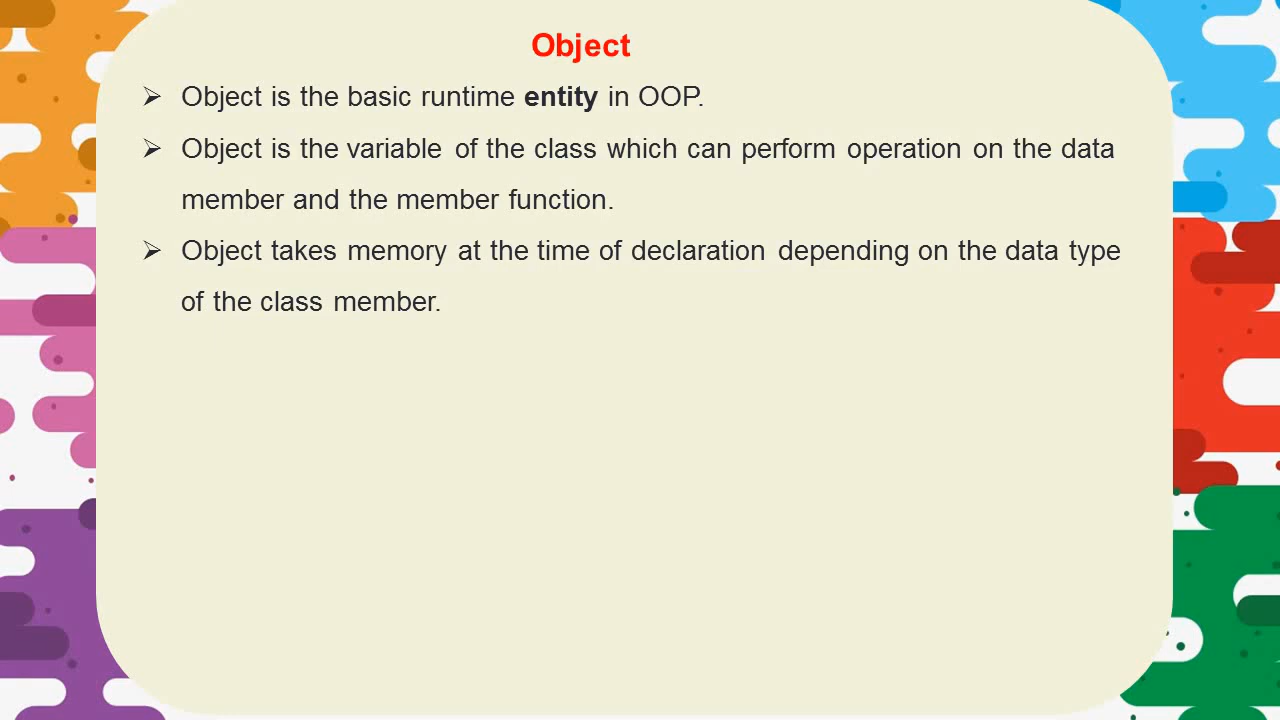 Object
➢ Object is the basic runtime entity in OOP.
➢ Object is the variable of the class which can perform operation on the data
member and the member function.
➢ Object takes memory at the time of declaration depending on the data type
of the class member.